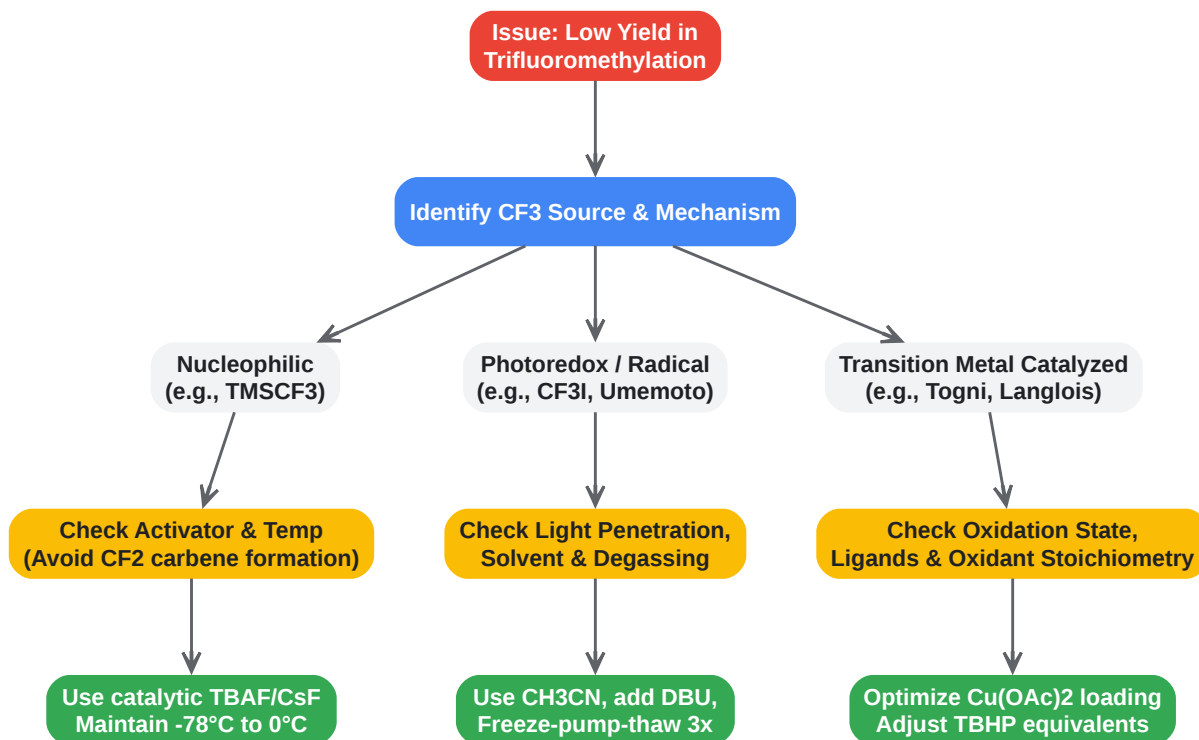 Issue: Low Yield in
Trifluoromethylation
Identify CF3 Source & Mechanism
Nucleophilic
(e.g., TMSCF3)
Photoredox / Radical
(e.g., CF3I, Umemoto)
Transition Metal Catalyzed
(e.g., Togni, Langlois)
Check Activator & Temp
(Avoid CF2 carbene formation)
Check Light Penetration,
Solvent & Degassing
Check Oxidation State,
Ligands & Oxidant Stoichiometry
Use catalytic TBAF/CsF
Maintain -78°C to 0°C
Use CH3CN, add DBU,
Freeze-pump-thaw 3x
Optimize Cu(OAc)2 loading
Adjust TBHP equivalents